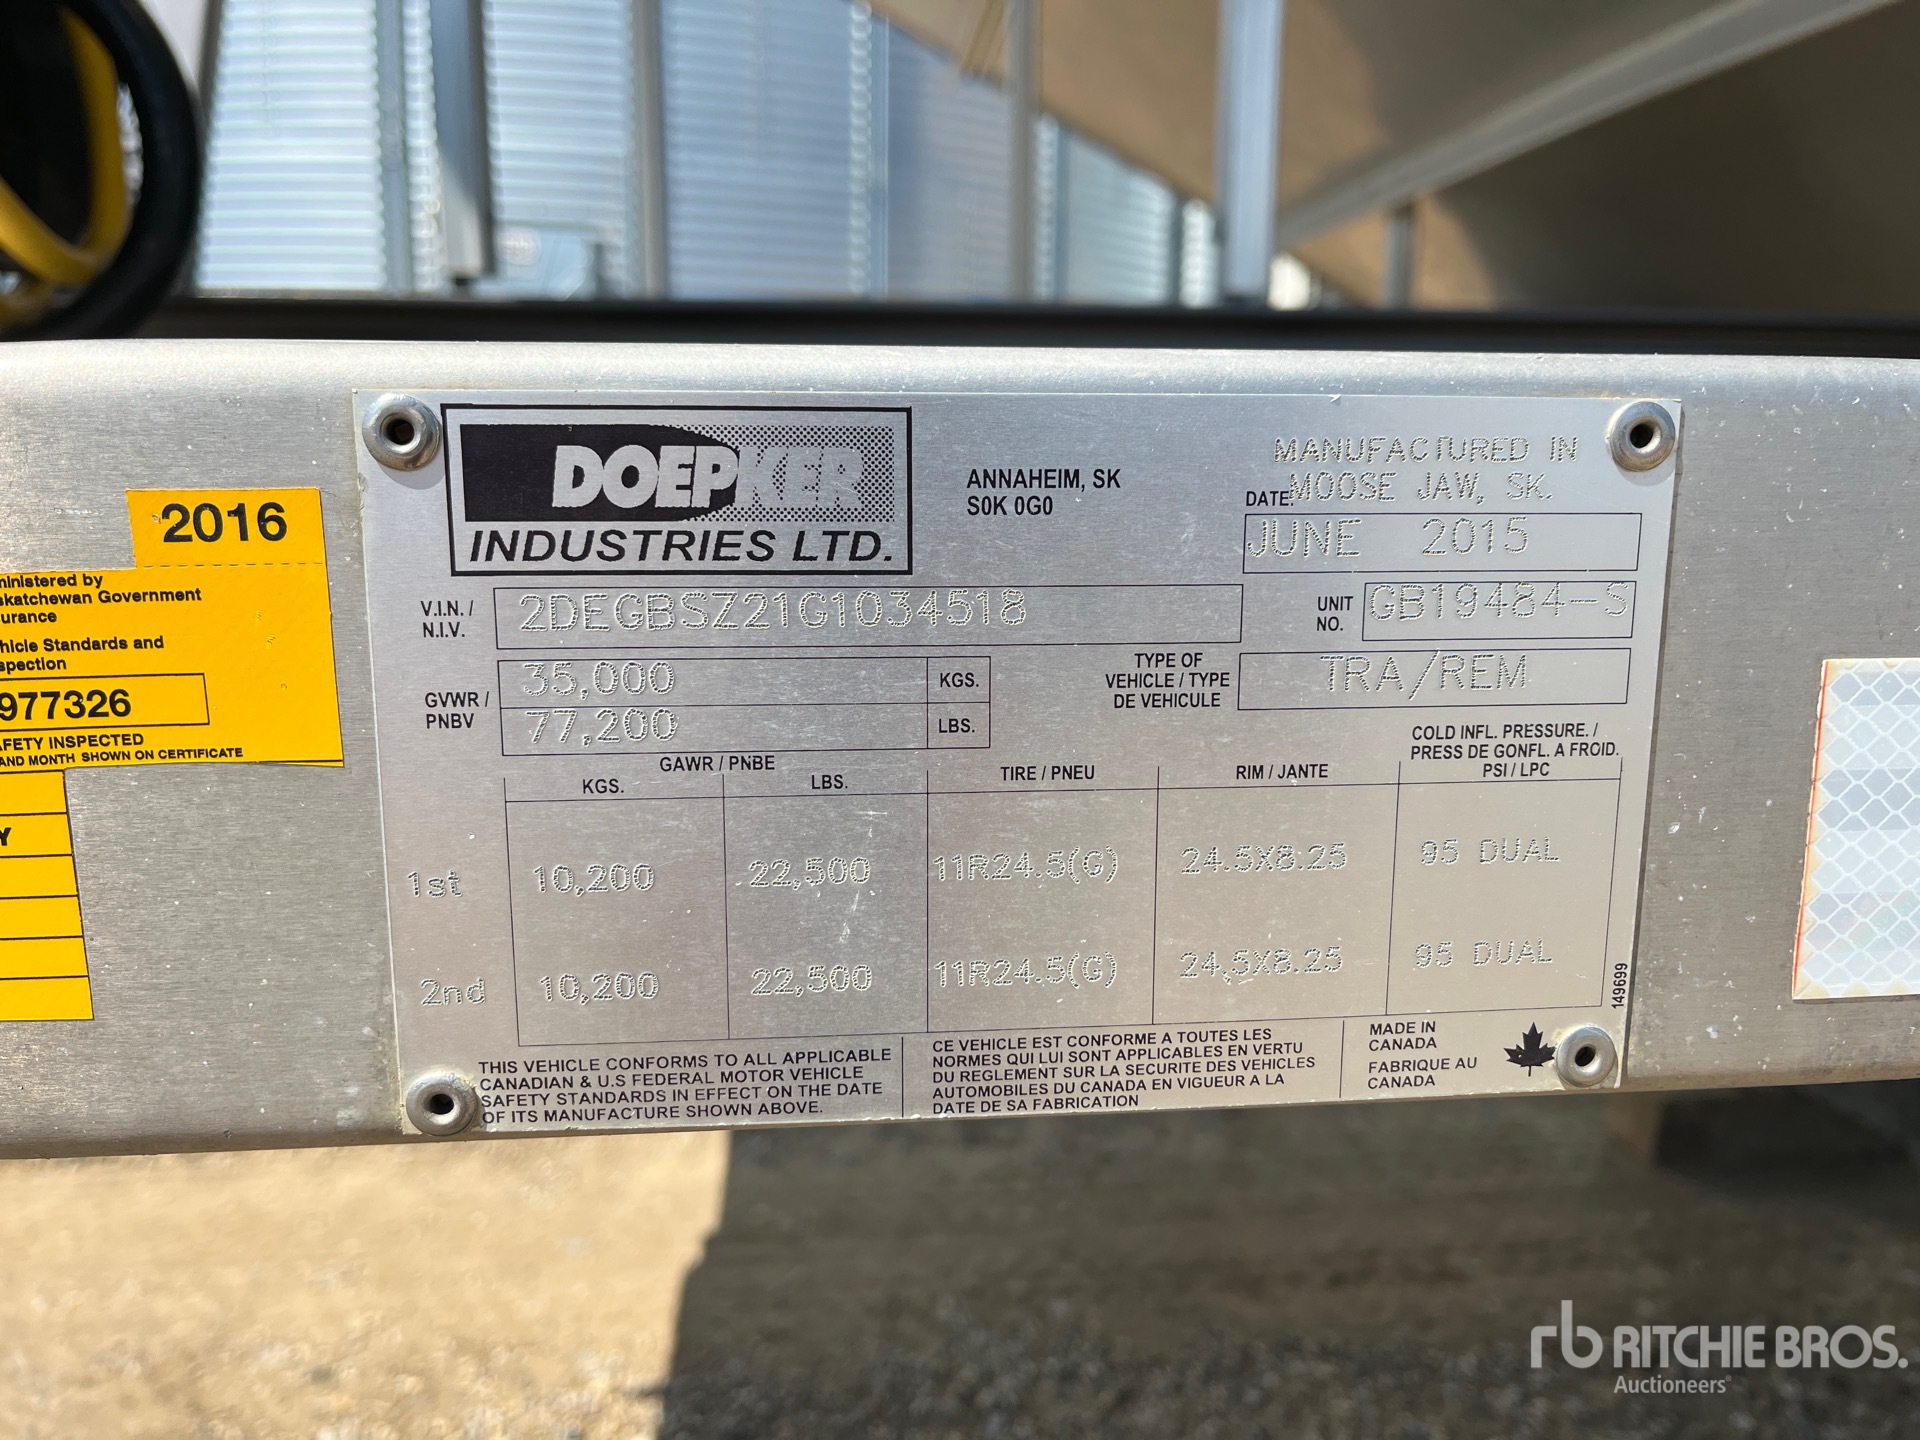 DOEPKER
INDUSTRIES LTD.
ANNAHEIM, SK
S0K 0G0
MANUFACTURED IN
MOOSE JAW, SK.
DATE:
JUNE 2015
V.I.N. /
N.I.V.
2DEGBSZ21G1034518
UNIT
NO.
GB19484-S
GVWR /
PNBV
35,000 KGS.
77,200 LBS.
TYPE OF
VEHICLE / TYPE
DE VEHICULE
TRA/REM
GAWR / PNBE
KGS. LBS.
TIRE / PNEU
RIM / JANTE
COLD INFL. PRESSURE. /
PRESS DE GONFL. A FROID.
PSI / LPC
1st 10,200 22,500 11R24.5(G) 24.5X8.25 95 DUAL
2nd 10,200 22,500 11R24.5(G) 24.5X8.25 95 DUAL
149699
THIS VEHICLE CONFORMS TO ALL APPLICABLE
CANADIAN & U.S FEDERAL MOTOR VEHICLE
SAFETY STANDARDS IN EFFECT ON THE DATE
OF ITS MANUFACTURE SHOWN ABOVE.
CE VEHICLE EST CONFORME A TOUTES LES
NORMES QUI LUI SONT APPLICABLES EN VERTU
DU REGLEMENT SUR LA SECURITE DES VEHICLES
AUTOMOBILES DU CANADA EN VIGUEUR A LA
DATE DE SA FABRICATION
MADE IN
CANADA
FABRIQUE AU
CANADA
2016
ministered by
skatchewan Government
urance
hicle Standards and
spection
977326
AFETY INSPECTED
AND MONTH SHOWN ON CERTIFICATE
Y
rb RITCHIE BROS.
Auctioneers